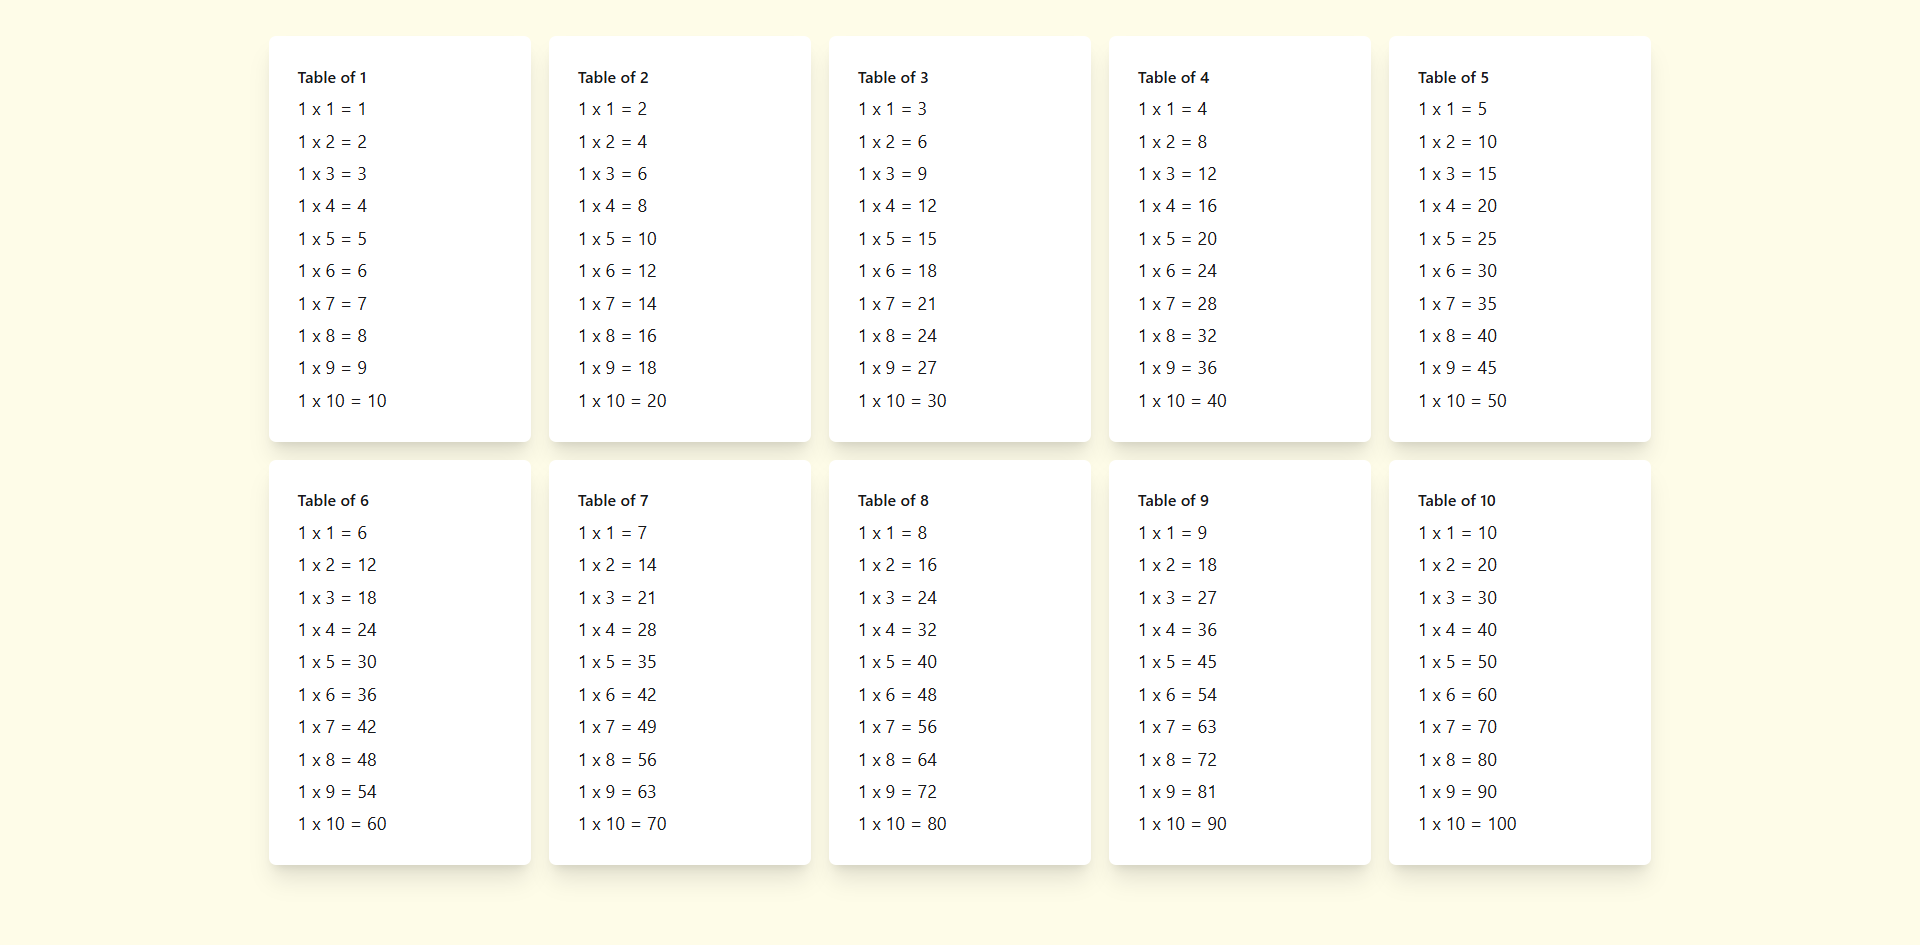 Table of 1
1 x 1 = 1
1 x 2 = 2
1 x 3 = 3
1 x 4 = 4
1 x 5 = 5
1 x 6 = 6
1 x 7 = 7
1 x 8 = 8
1 x 9 = 9
1 x 10 = 10
Table of 2
1 x 1 = 2
1 x 2 = 4
1 x 3 = 6
1 x 4 = 8
1 x 5 = 10
1 x 6 = 12
1 x 7 = 14
1 x 8 = 16
1 x 9 = 18
1 x 10 = 20
Table of 3
1 x 1 = 3
1 x 2 = 6
1 x 3 = 9
1 x 4 = 12
1 x 5 = 15
1 x 6 = 18
1 x 7 = 21
1 x 8 = 24
1 x 9 = 27
1 x 10 = 30
Table of 4
1 x 1 = 4
1 x 2 = 8
1 x 3 = 12
1 x 4 = 16
1 x 5 = 20
1 x 6 = 24
1 x 7 = 28
1 x 8 = 32
1 x 9 = 36
1 x 10 = 40
Table of 5
1 x 1 = 5
1 x 2 = 10
1 x 3 = 15
1 x 4 = 20
1 x 5 = 25
1 x 6 = 30
1 x 7 = 35
1 x 8 = 40
1 x 9 = 45
1 x 10 = 50
Table of 6
1 x 1 = 6
1 x 2 = 12
1 x 3 = 18
1 x 4 = 24
1 x 5 = 30
1 x 6 = 36
1 x 7 = 42
1 x 8 = 48
1 x 9 = 54
1 x 10 = 60
Table of 7
1 x 1 = 7
1 x 2 = 14
1 x 3 = 21
1 x 4 = 28
1 x 5 = 35
1 x 6 = 42
1 x 7 = 49
1 x 8 = 56
1 x 9 = 63
1 x 10 = 70
Table of 8
1 x 1 = 8
1 x 2 = 16
1 x 3 = 24
1 x 4 = 32
1 x 5 = 40
1 x 6 = 48
1 x 7 = 56
1 x 8 = 64
1 x 9 = 72
1 x 10 = 80
Table of 9
1 x 1 = 9
1 x 2 = 18
1 x 3 = 27
1 x 4 = 36
1 x 5 = 45
1 x 6 = 54
1 x 7 = 63
1 x 8 = 72
1 x 9 = 81
1 x 10 = 90
Table of 10
1 x 1 = 10
1 x 2 = 20
1 x 3 = 30
1 x 4 = 40
1 x 5 = 50
1 x 6 = 60
1 x 7 = 70
1 x 8 = 80
1 x 9 = 90
1 x 10 = 100